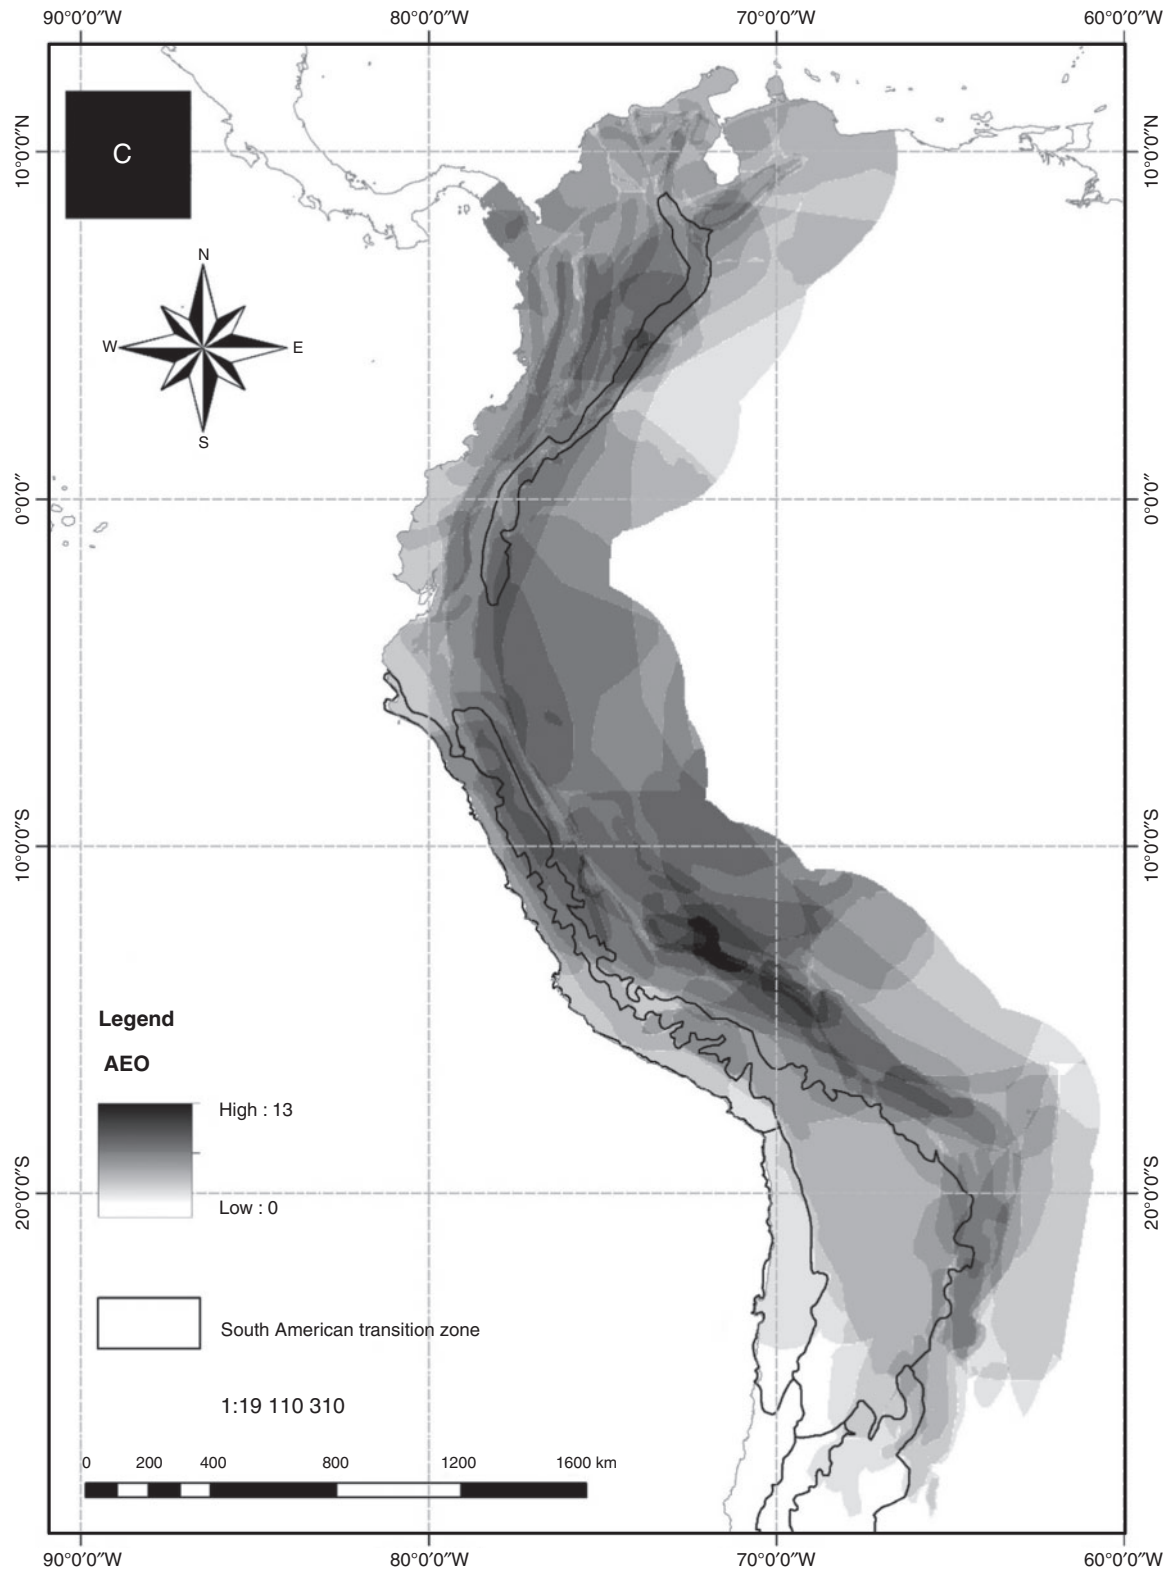 90°0′0″W 80°0′0″W 70°0′0″W 60°0′0″W
10°0′0″N
10°0′0″N
C
N
W
E
S
0°0′0″
0°0′0″
10°0′0″S
10°0′0″S
Legend
AEO
High : 13
Low : 0
20°0′0″S
20°0′0″S
South American transition zone
1:19 110 310
0 200 400 800 1200 1600 km
90°0′0″W 80°0′0″W 70°0′0″W 60°0′0″W